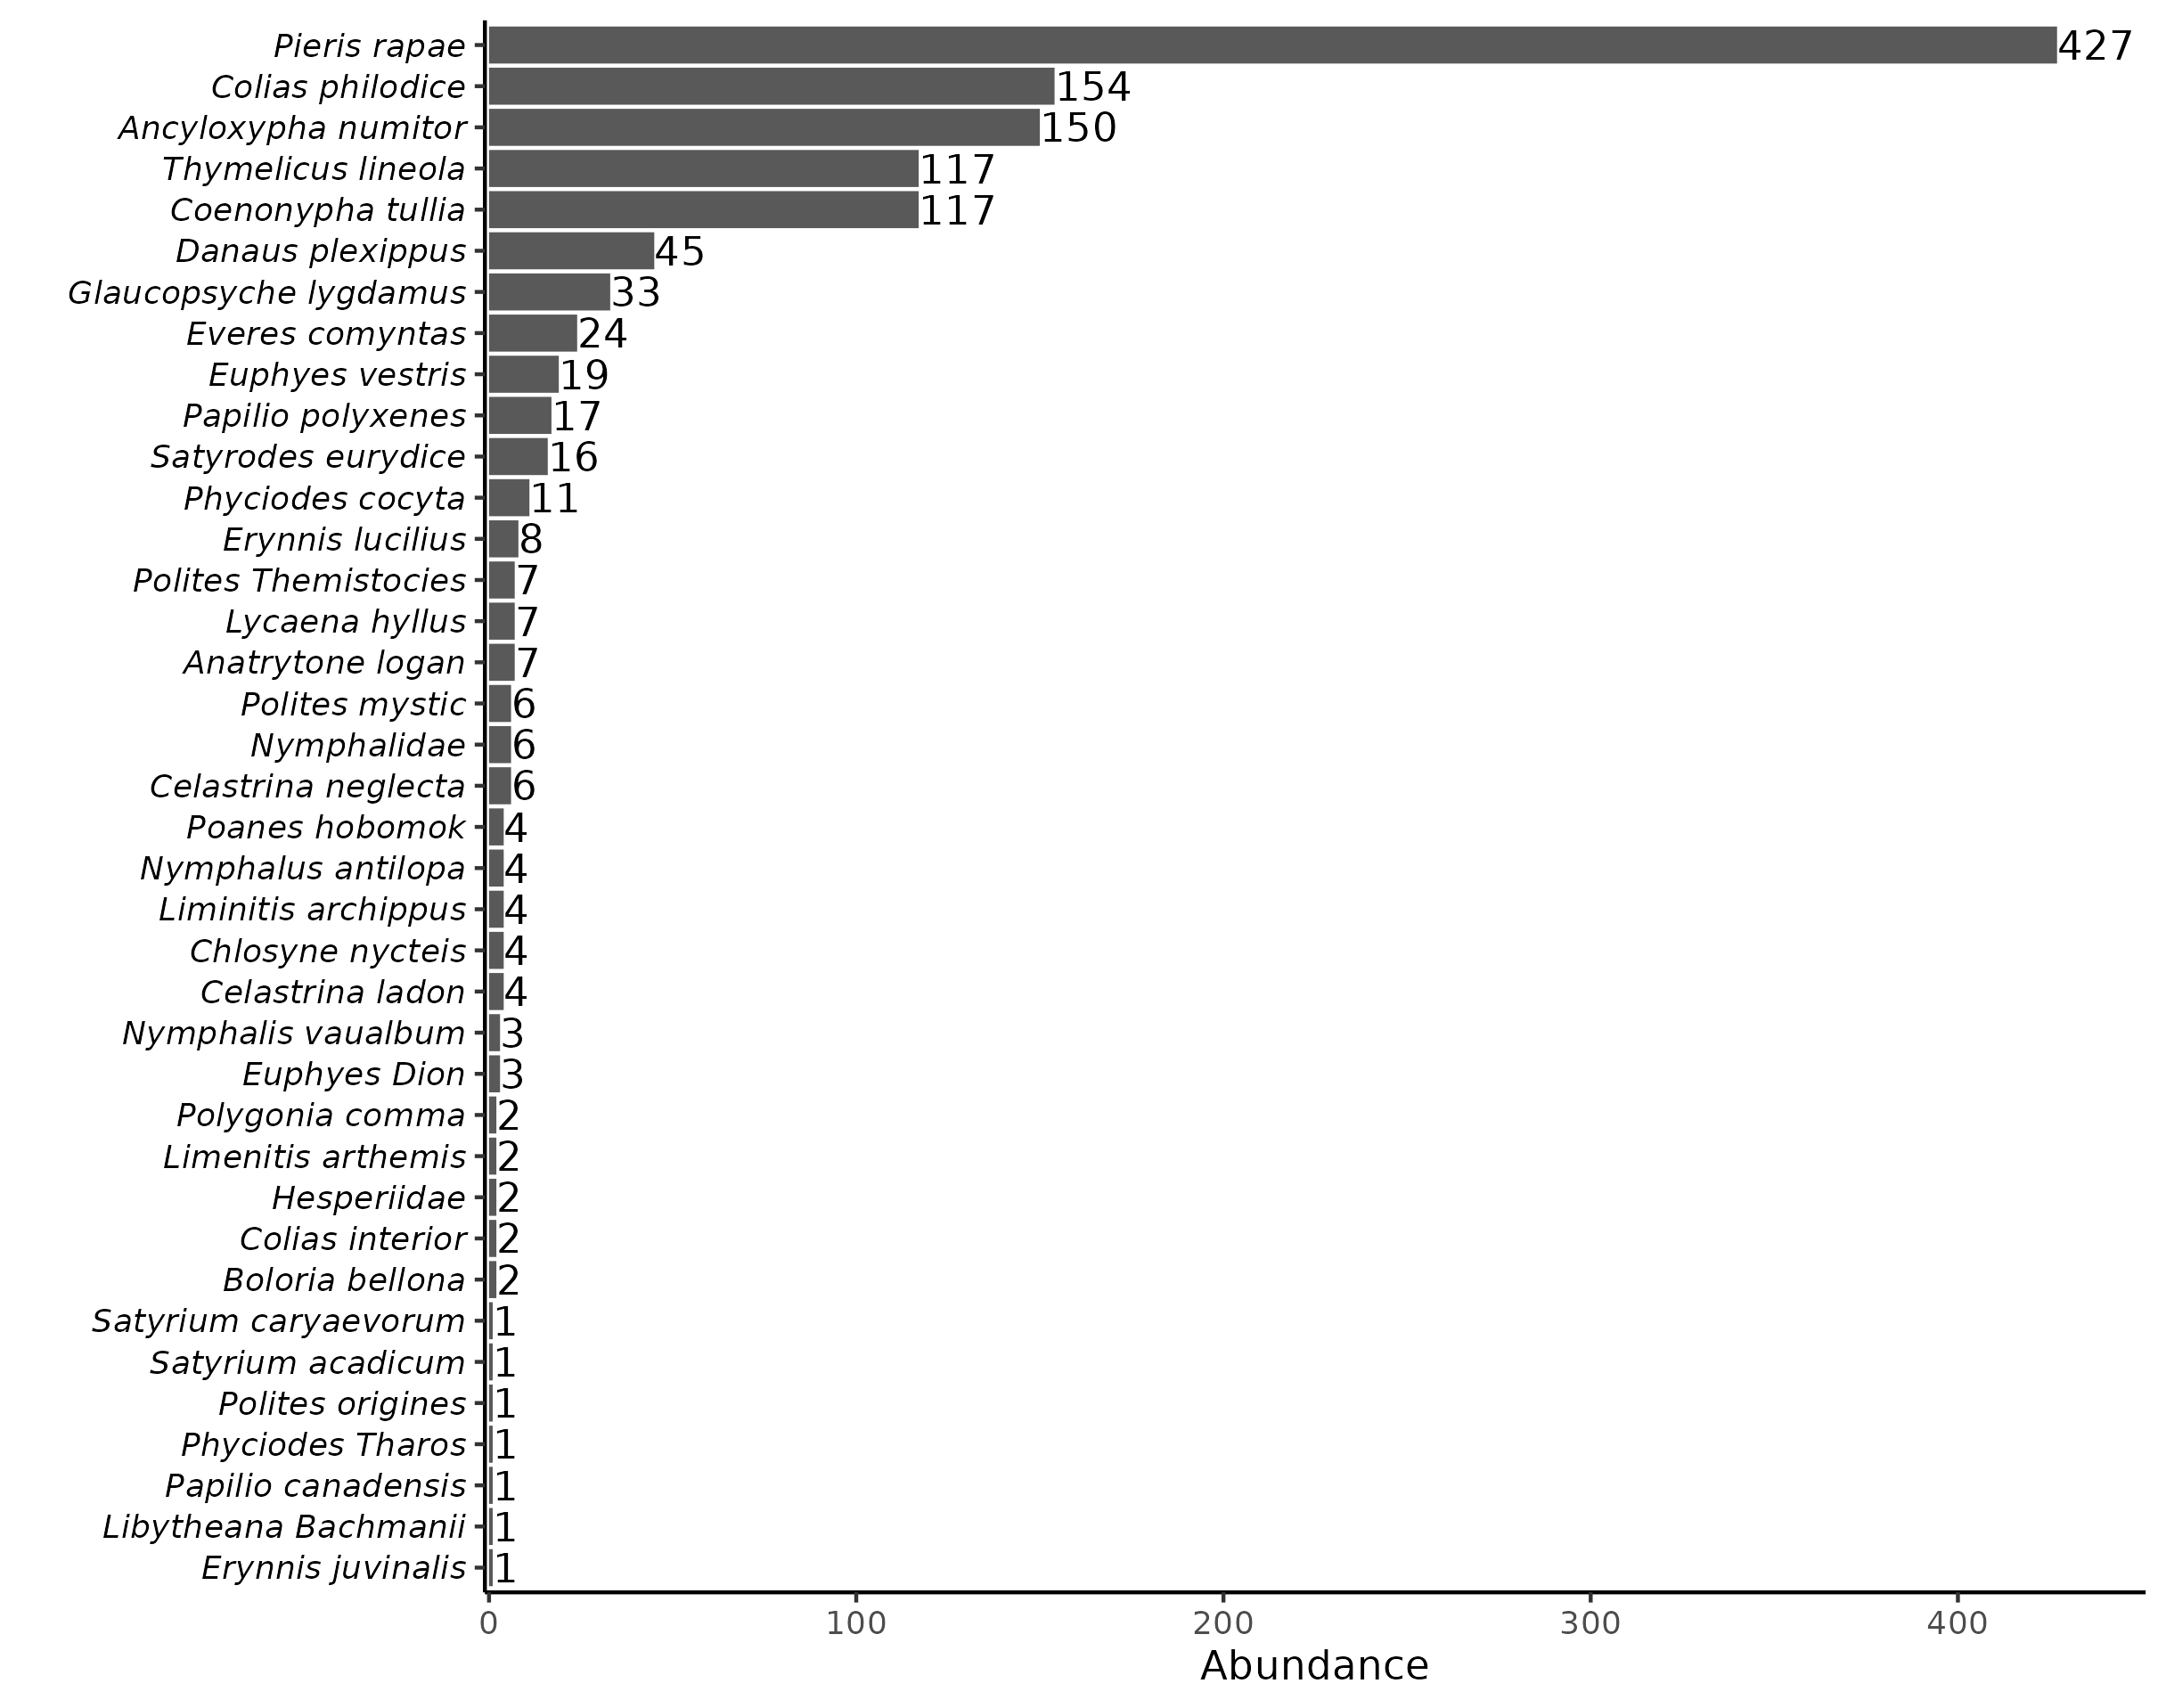 Pieris rapae 427
Colias philodice 154
Ancyloxypha numitor 150
Thymelicus lineola 117
Coenonypha tullia 117
Danaus plexippus 45
Glaucopsyche lygdamus 33
Everes comyntas 24
Euphyes vestris 19
Papilio polyxenes 17
Satyrodes eurydice 16
Phyciodes cocyta 11
Erynnis lucilius 8
Polites Themistocies 7
Lycaena hyllus 7
Anatrytone logan 7
Polites mystic 6
Nymphalidae 6
Celastrina neglecta 6
Poanes hobomok 4
Nymphalus antilopa 4
Liminitis archippus 4
Chlosyne nycteis 4
Celastrina ladon 4
Nymphalis vaualbum 3
Euphyes Dion 3
Polygonia comma 2
Limenitis arthemis 2
Hesperiidae 2
Colias interior 2
Boloria bellona 2
Satyrium caryaevorum 1
Satyrium acadicum 1
Polites origines 1
Phyciodes Tharos 1
Papilio canadensis 1
Libytheana Bachmanii 1
Erynnis juvinalis 1
0 100 200 300 400
Abundance